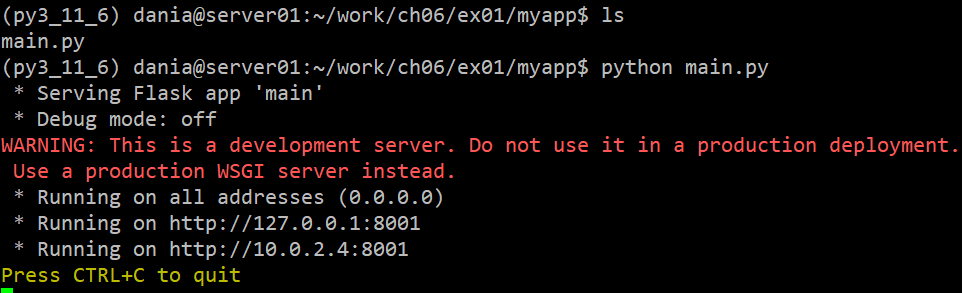 (py3_11_6) dania@server01:~/work/ch06/ex01/myapp$ ls
main.py
(py3_11_6) dania@server01:~/work/ch06/ex01/myapp$ python main.py
 * Serving Flask app 'main'
 * Debug mode: off
WARNING: This is a development server. Do not use it in a production deployment.
 Use a production WSGI server instead.
 * Running on all addresses (0.0.0.0)
 * Running on http://127.0.0.1:8001
 * Running on http://10.0.2.4:8001
Press CTRL+C to quit